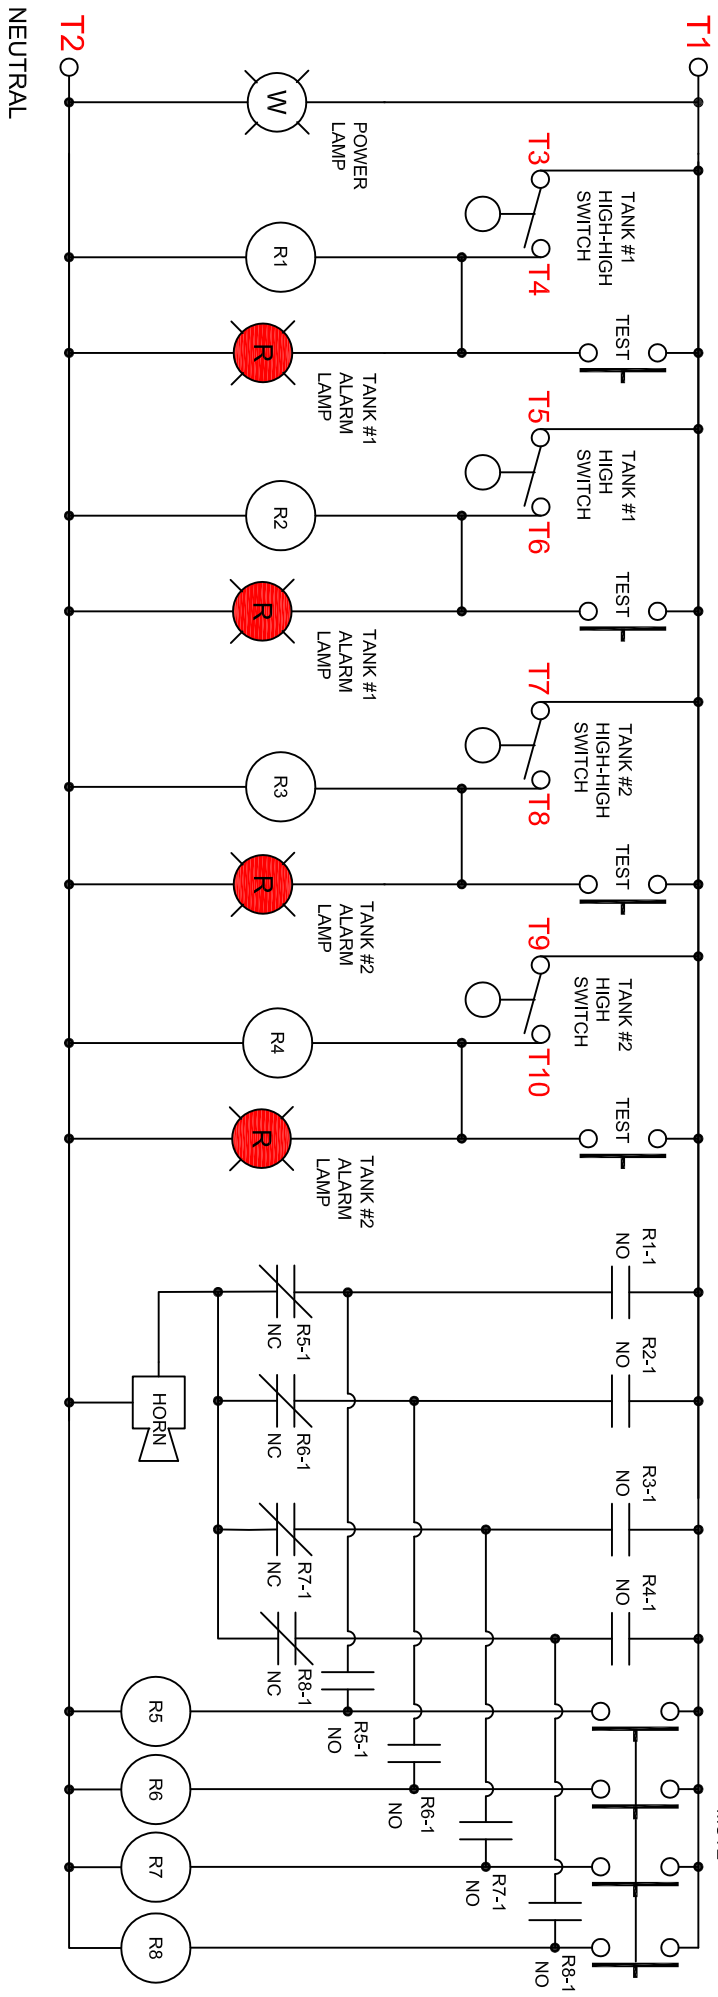 T1
T2
NEUTRAL
W
POWER
LAMP
T3
TANK #1
HIGH-HIGH
SWITCH
T4
R1
TEST
R
TANK #1
ALARM
LAMP
T5
TANK #1
HIGH
SWITCH
T6
R2
TEST
R
TANK #1
ALARM
LAMP
T7
TANK #2
HIGH-HIGH
SWITCH
T8
R3
TEST
R
TANK #2
ALARM
LAMP
T9
TANK #2
HIGH
SWITCH
T10
R4
TEST
R
TANK #2
ALARM
LAMP
R1-1
NO
R5-1
NC
R2-1
NO
R6-1
NC
HORN
R3-1
NO
R7-1
NC
R4-1
NO
R8-1
NC
R5-1
NO
R5
R6-1
NO
R6
R7-1
NO
R7
R8-1
NO
R8